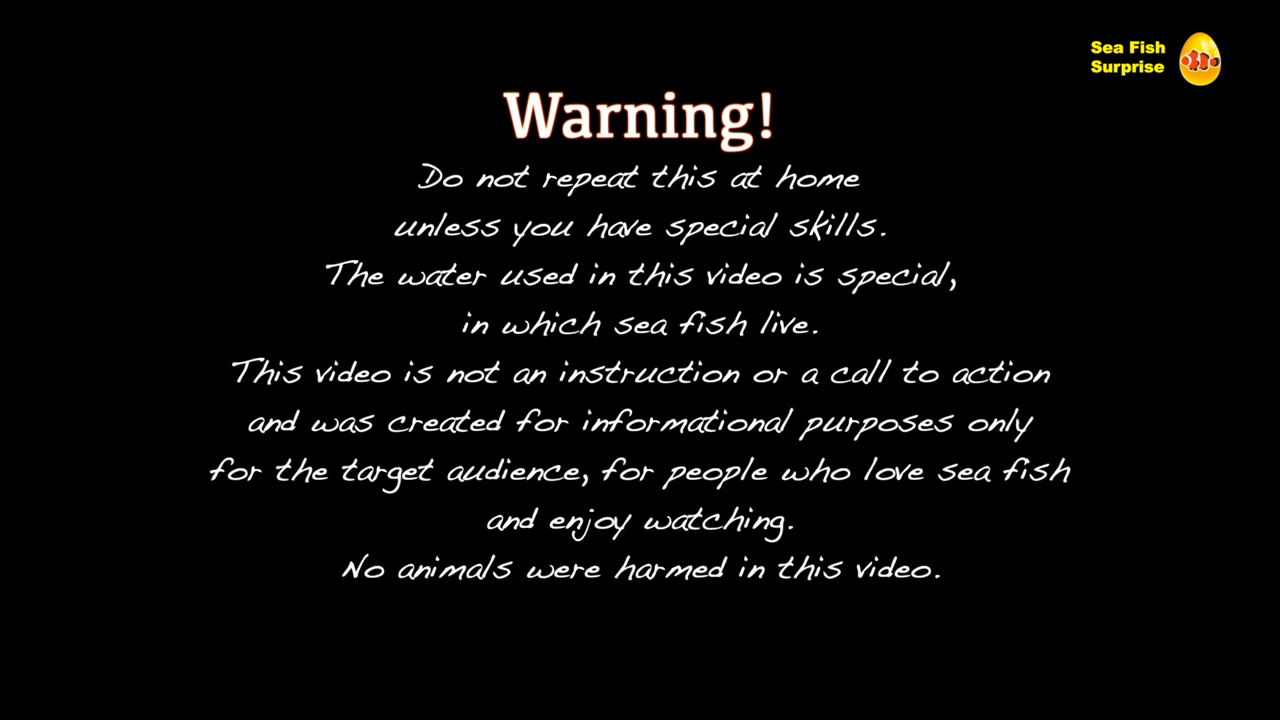 Sea Fish
Surprise
Warning!
Do not repeat this at home
unless you have special skills.
The water used in this video is special,
in which sea fish live.
This video is not an instruction or a call to action
and was created for informational purposes only
for the target audience, for people who love sea fish
and enjoy watching.
No animals were harmed in this video.